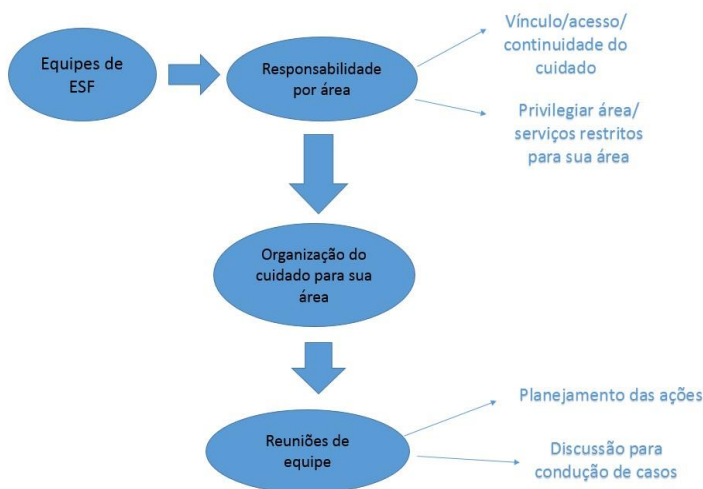 Equipes de
ESF
Responsabilidade
por área
Vínculo/acesso/
continuidade do
cuidado
Privilegiar área/
serviços restritos
para sua área
Organização do
cuidado para sua
área
Reuniões de
equipe
Planejamento das ações
Discussão para
condução de casos